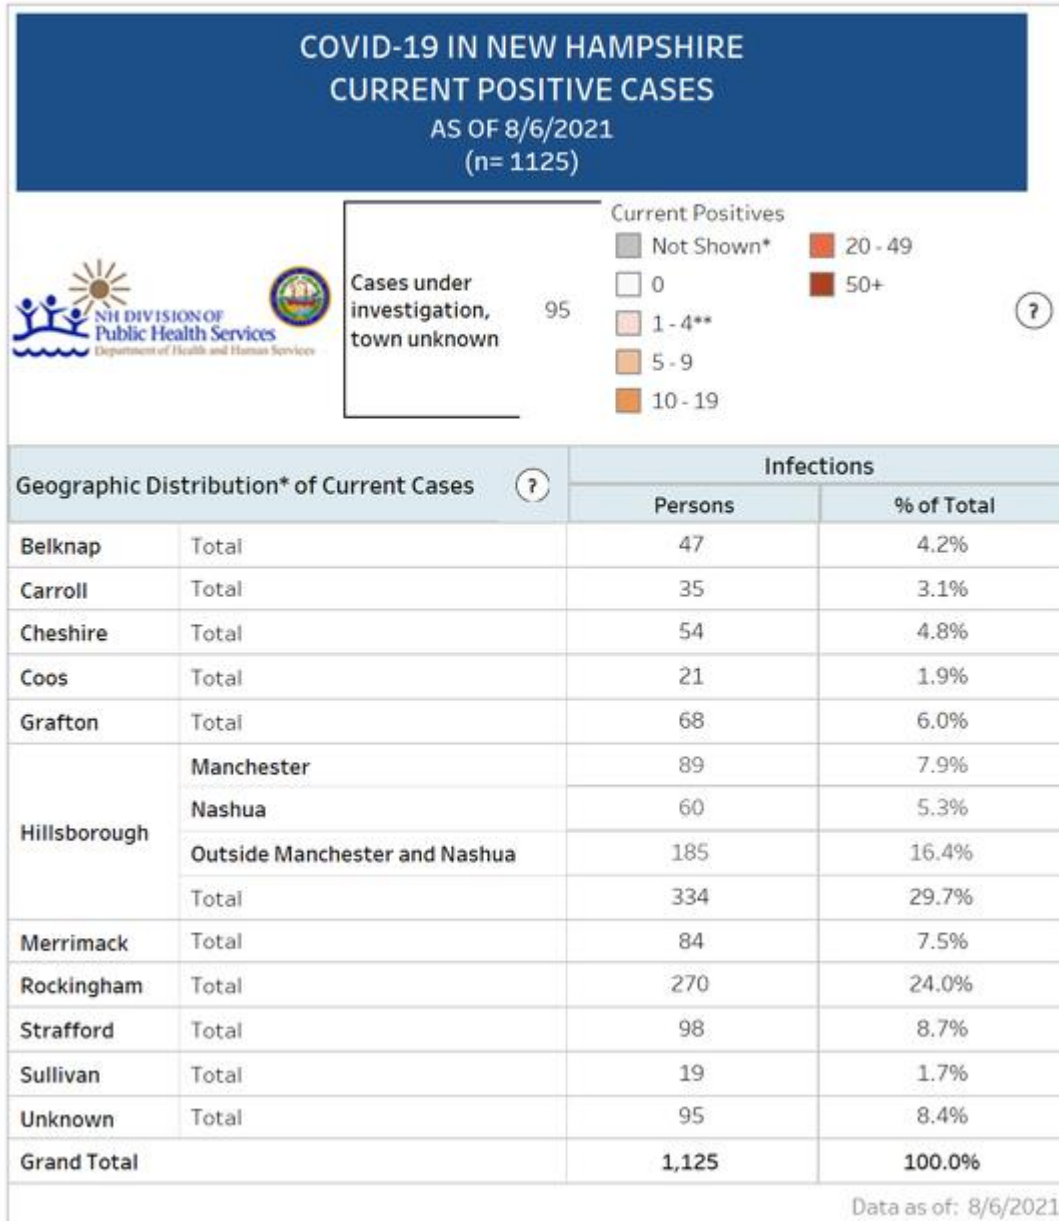 COVID-19 IN NEW HAMPSHIRE
CURRENT POSITIVE CASES
AS OF 8/6/2021
(n= 1125)
NH DIVISION OF
Public Health Services
Department of Health and Human Services
Cases under
investigation,
town unknown
95
Current Positives
Not Shown*
0
1 - 4**
5 - 9
10 - 19
20 - 49
50+
?
Geographic Distribution* of Current Cases ? Infections
Persons % of Total
Belknap Total 47 4.2%
Carroll Total 35 3.1%
Cheshire Total 54 4.8%
Coos Total 21 1.9%
Grafton Total 68 6.0%
Hillsborough
Manchester 89 7.9%
Nashua 60 5.3%
Outside Manchester and Nashua 185 16.4%
Total 334 29.7%
Merrimack Total 84 7.5%
Rockingham Total 270 24.0%
Strafford Total 98 8.7%
Sullivan Total 19 1.7%
Unknown Total 95 8.4%
Grand Total 1,125 100.0%
Data as of: 8/6/2021